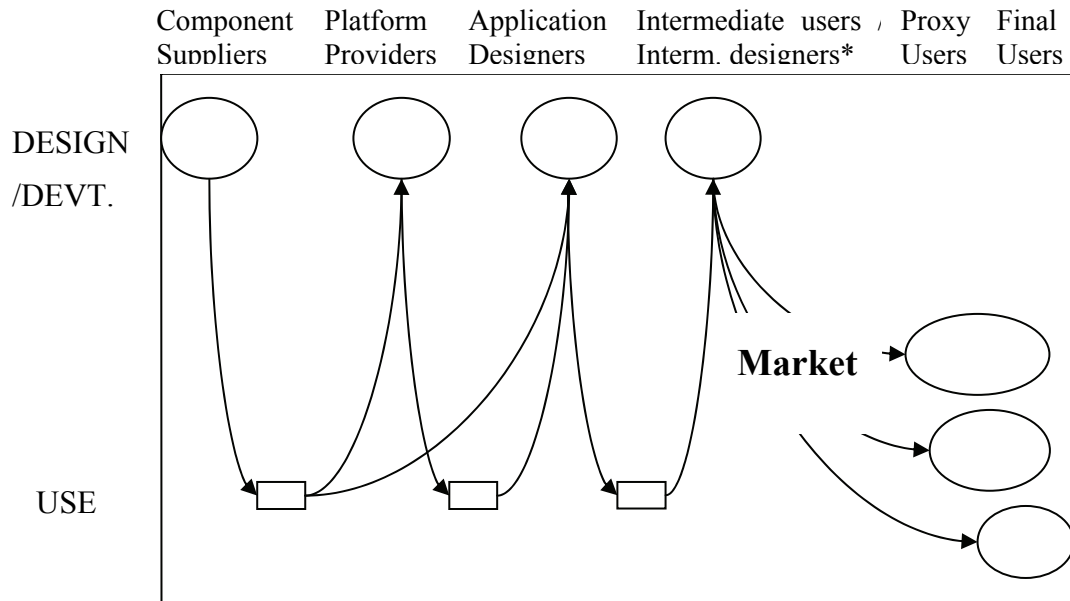 Component Platform Application Intermediate users / Proxy Final
Suppliers Providers Designers Interm. designers* Users Users
DESIGN
/DEVT.
Market
USE